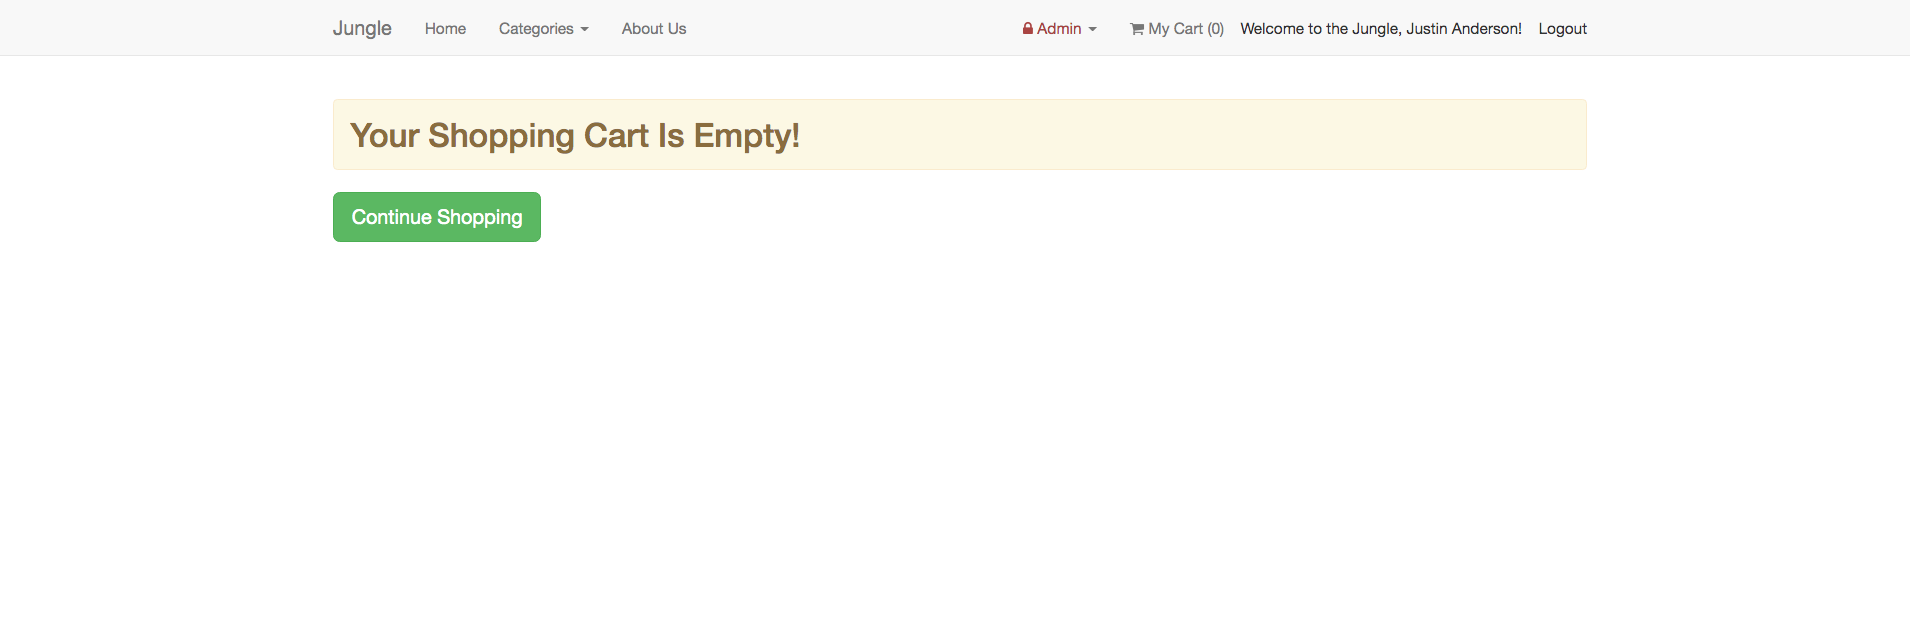 Jungle Home Categories About Us Admin My Cart (0) Welcome to the Jungle, Justin Anderson! Logout
Your Shopping Cart Is Empty!
Continue Shopping